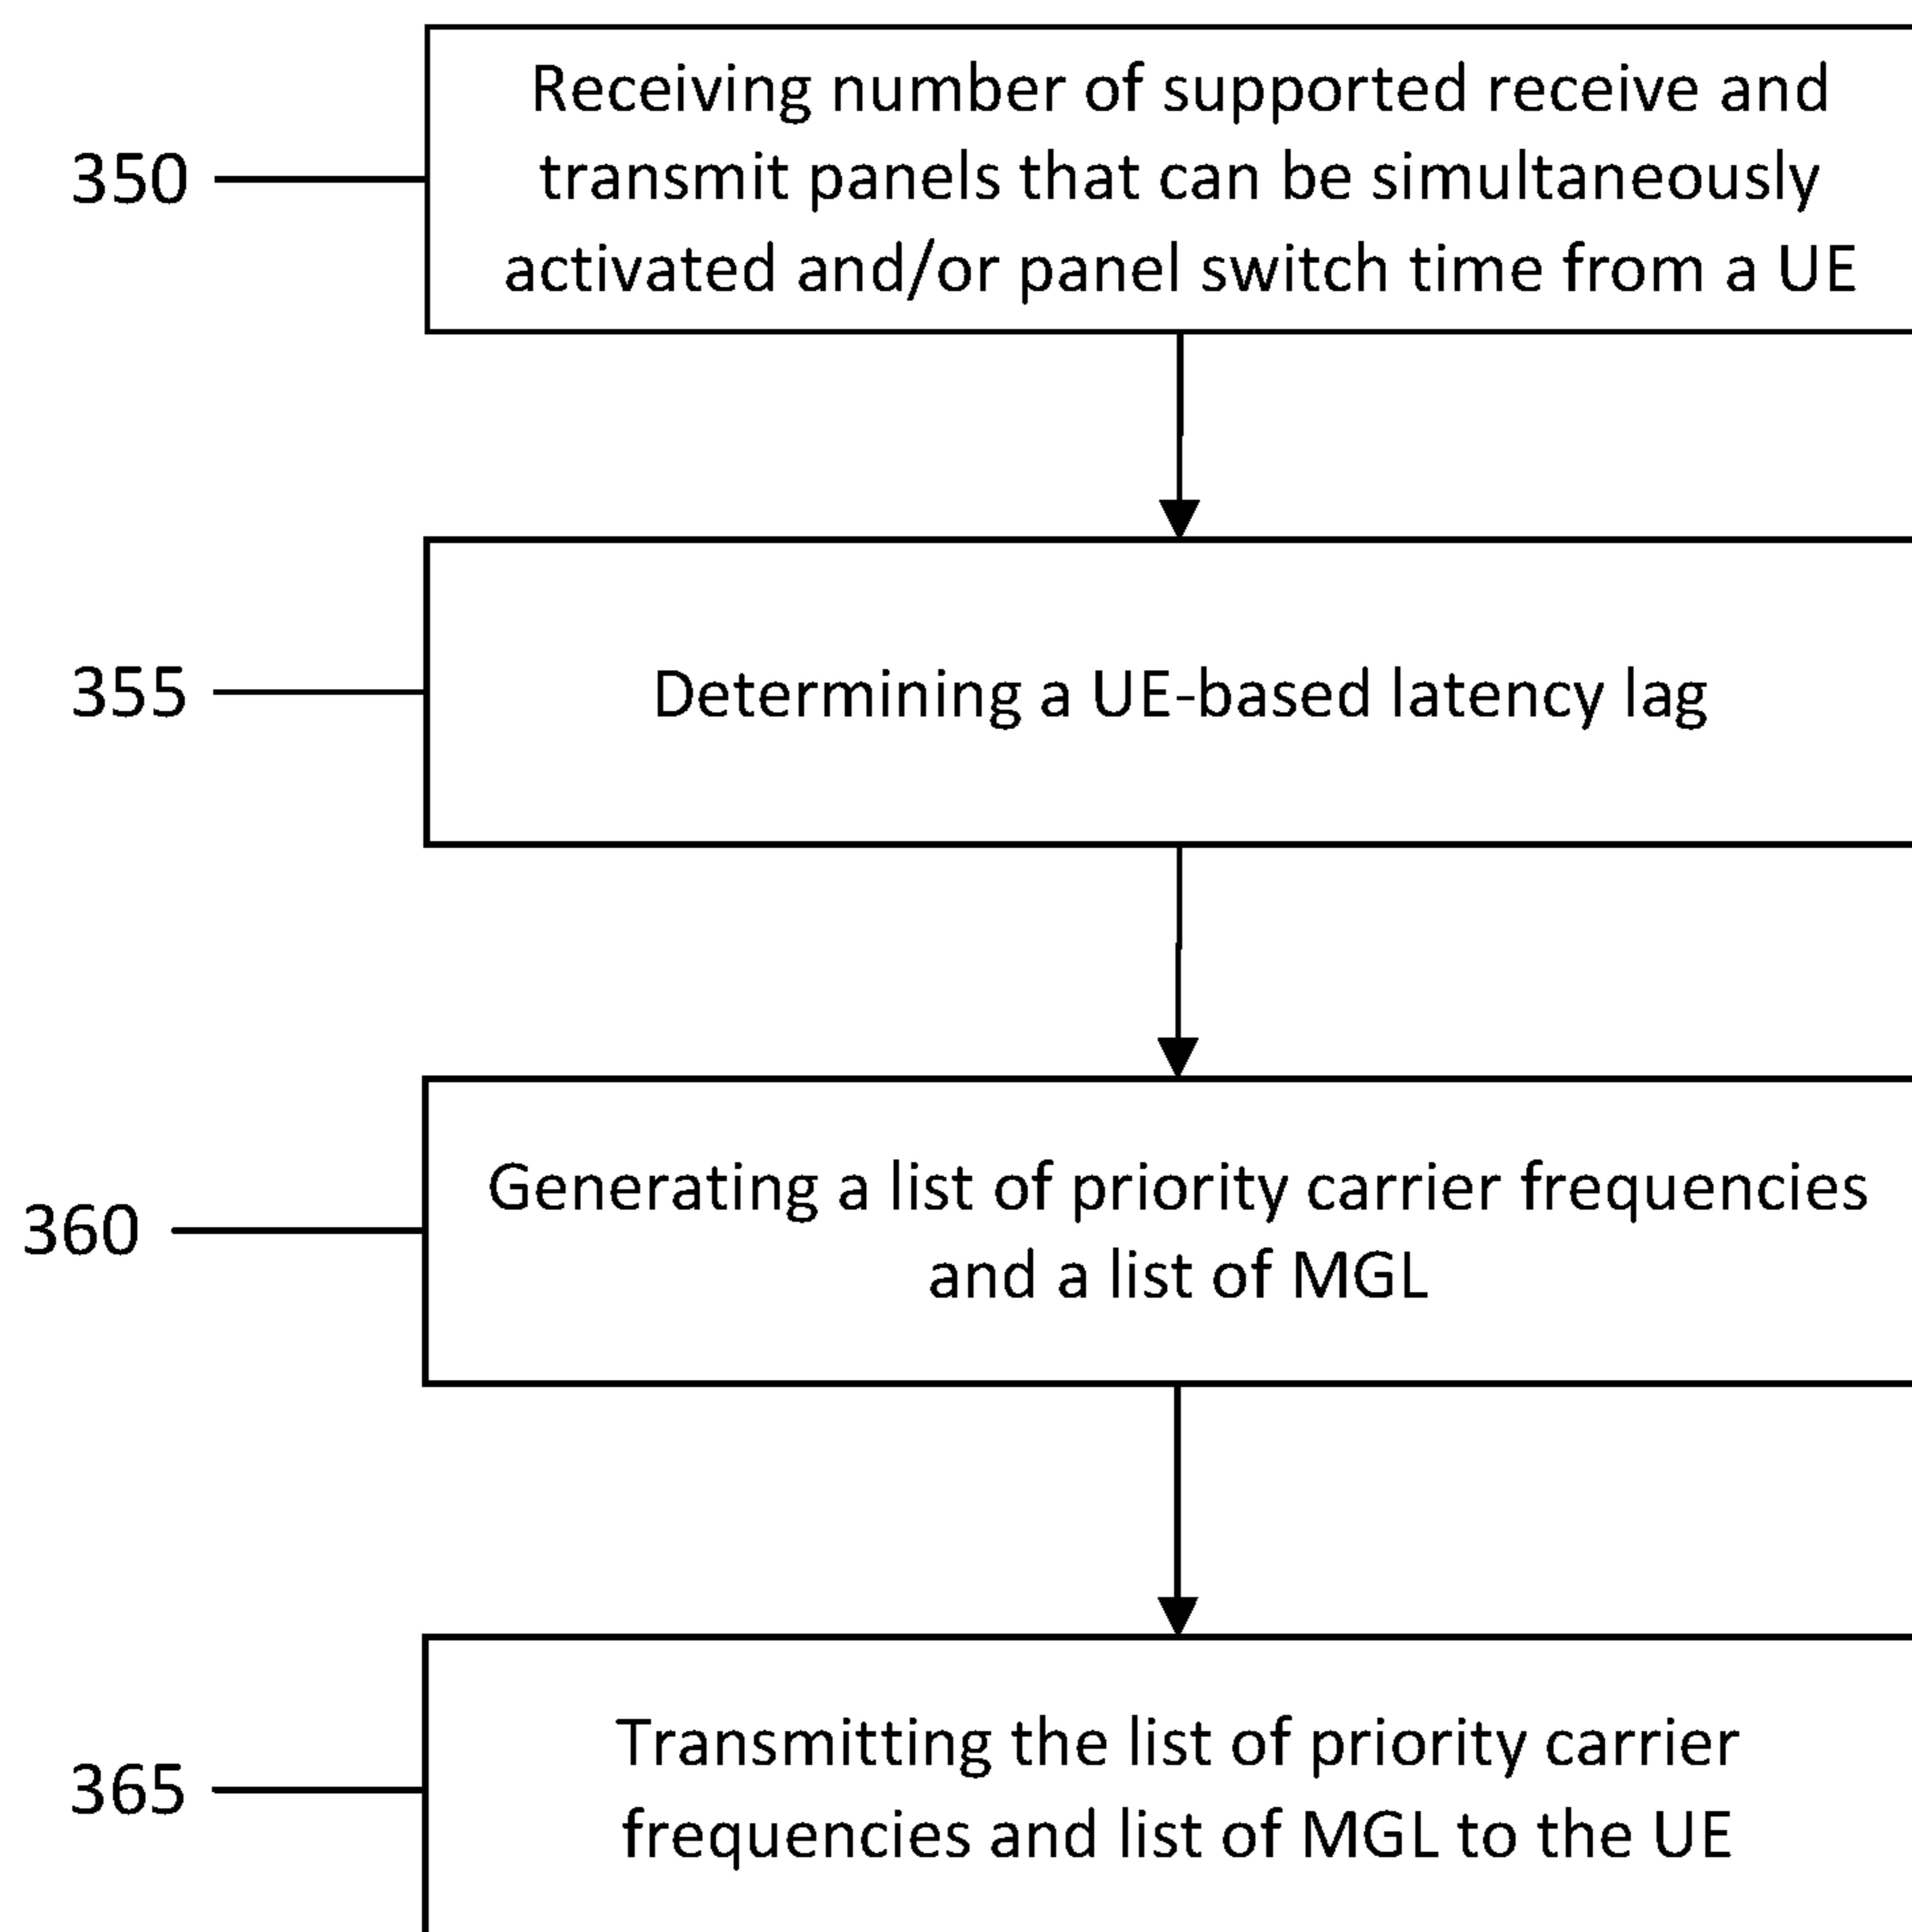 350
Receiving number of supported receive and
transmit panels that can be simultaneously
activated and/or panel switch time from a UE
355
Determining a UE-based latency lag
360
Generating a list of priority carrier frequencies
and a list of MGL
365
Transmitting the list of priority carrier
frequencies and list of MGL to the UE